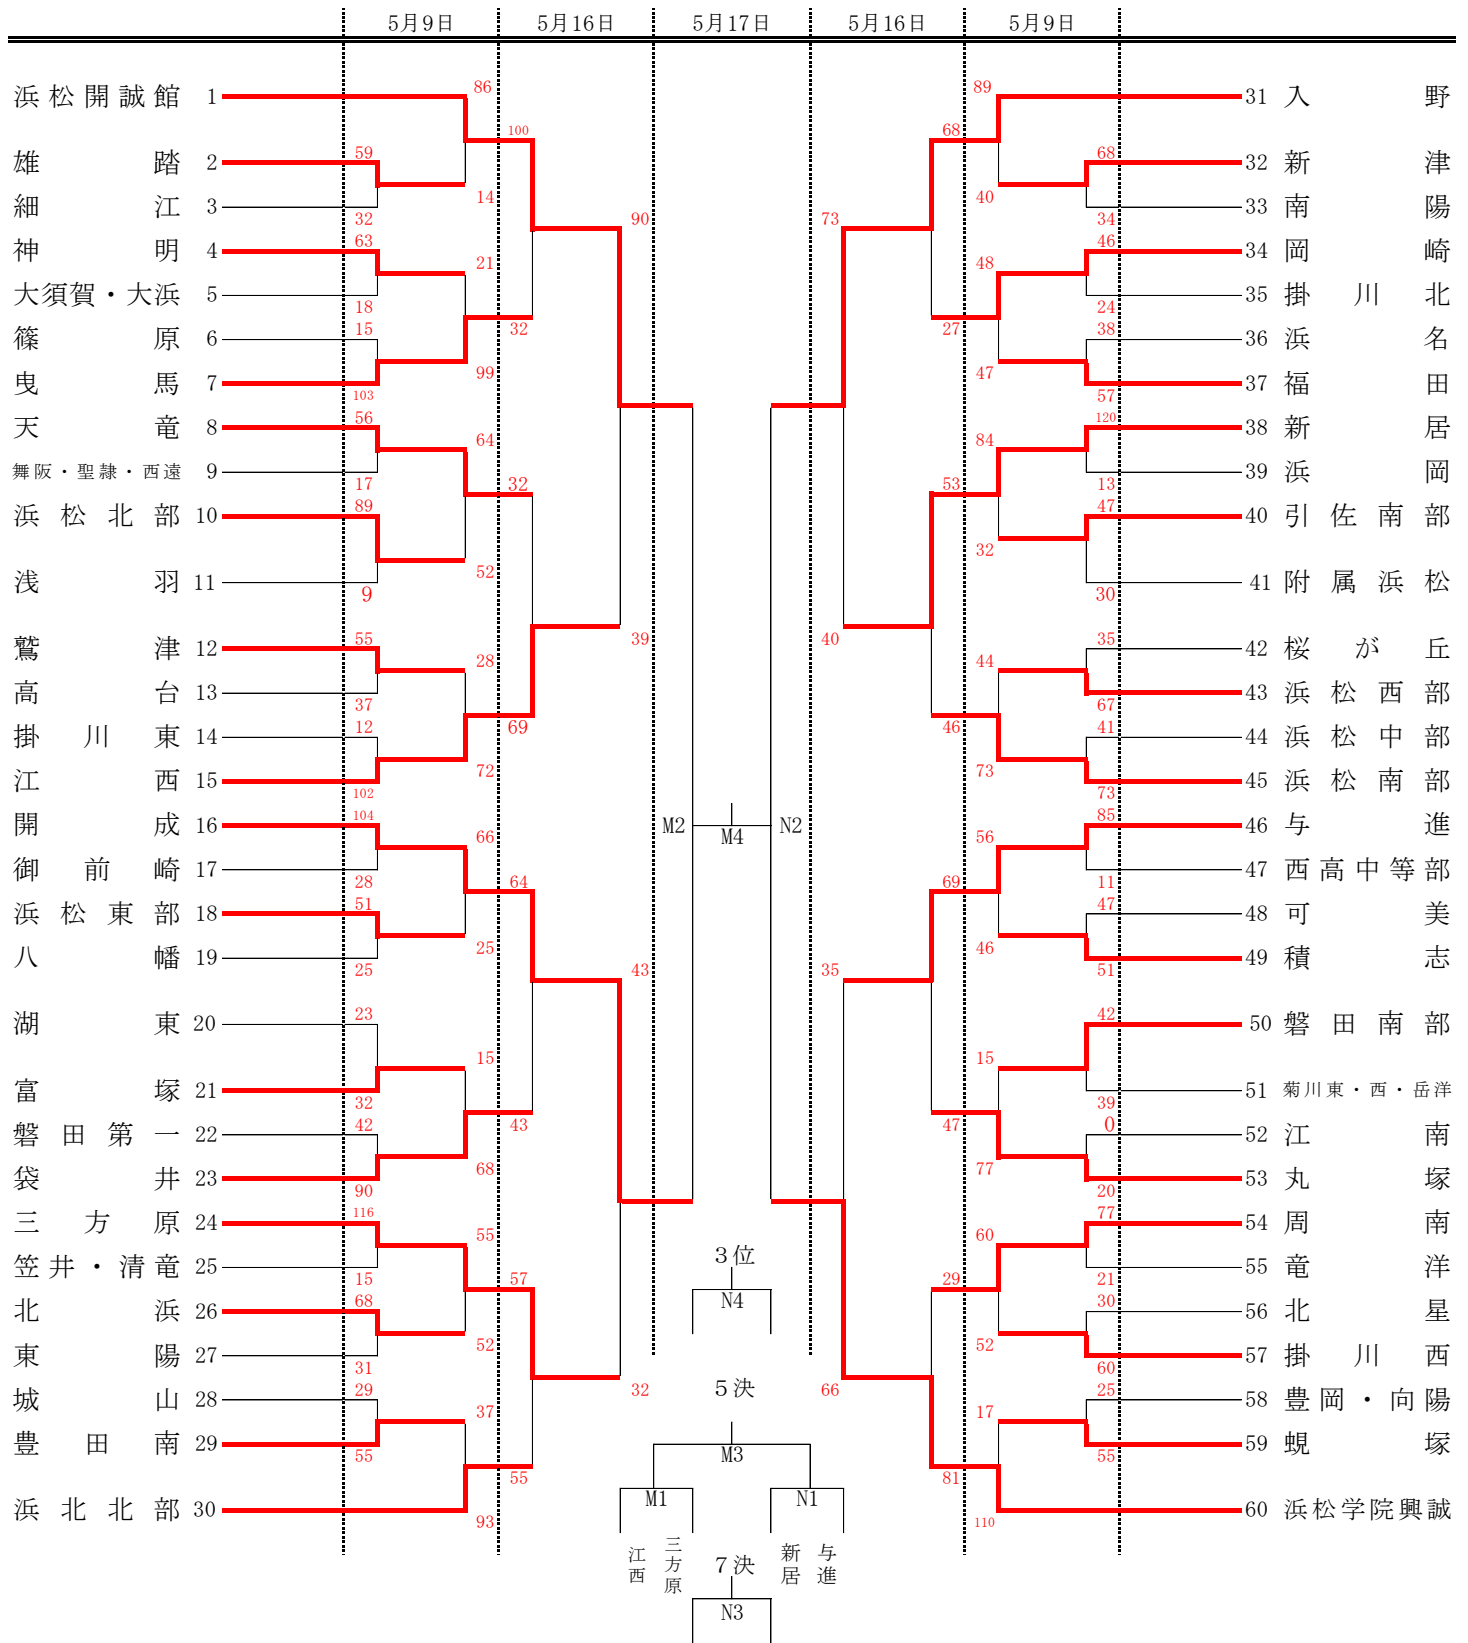 5月9日 5月16日 5月17日 5月16日 5月9日
86 89
浜松開誠館 1 31 入野
100 68
59 68
雄踏 2 32 新津
14 40
細江 3 33 南陽
32 90 73 34
63 46
神明 4 34 岡崎
21 48
大須賀・大浜 5 35 掛川北
18 24
15 32 27 38
篠原 6 36 浜名
99 47
曳馬 7 37 福田
103 57
56 120
天竜 8 38 新居
64 84
舞阪・聖隷・西遠 9 39 浜岡
17 32 53 13
89 47
浜松北部 10 40 引佐南部
52 32
浅羽 11 41 附属浜松
9 30
55 39 40 35
鷲津 12 42 桜が丘
28 44
高台 13 43 浜松西部
37 67
12 69 46 41
掛川東 14 44 浜松中部
72 73
江西 15 45 浜松南部
102 73
104 85
開成 16 M2 N2 46 与進
66 M4 56
御前崎 17 47 西高中等部
28 64 69 11
51 47
浜松東部 18 48 可美
25 46
八幡 19 49 積志
25 43 35 51
23 42
湖東 20 50 磐田南部
15 15
富塚 21 51 菊川東・西・岳洋
32 39
42 43 47 0
磐田第一 22 52 江南
68 77
袋井 23 53 丸塚
90 20
116 77
三方原 24 54 周南
55 60
3位
笠井・清竜 25 55 竜洋
15 57 29 21
68 N4 30
北浜 26 56 北星
52 52
東陽 27 57 掛川西
31 60
29 32 5決 66 25
城山 28 58 豊岡・向陽
37 17
豊田南 29 59 蜆塚
55 M3 55
55 81
M1 N1
浜北北部 30 60 浜松学院興誠
93 110
江西 三方原 新居 与進
7決
N3